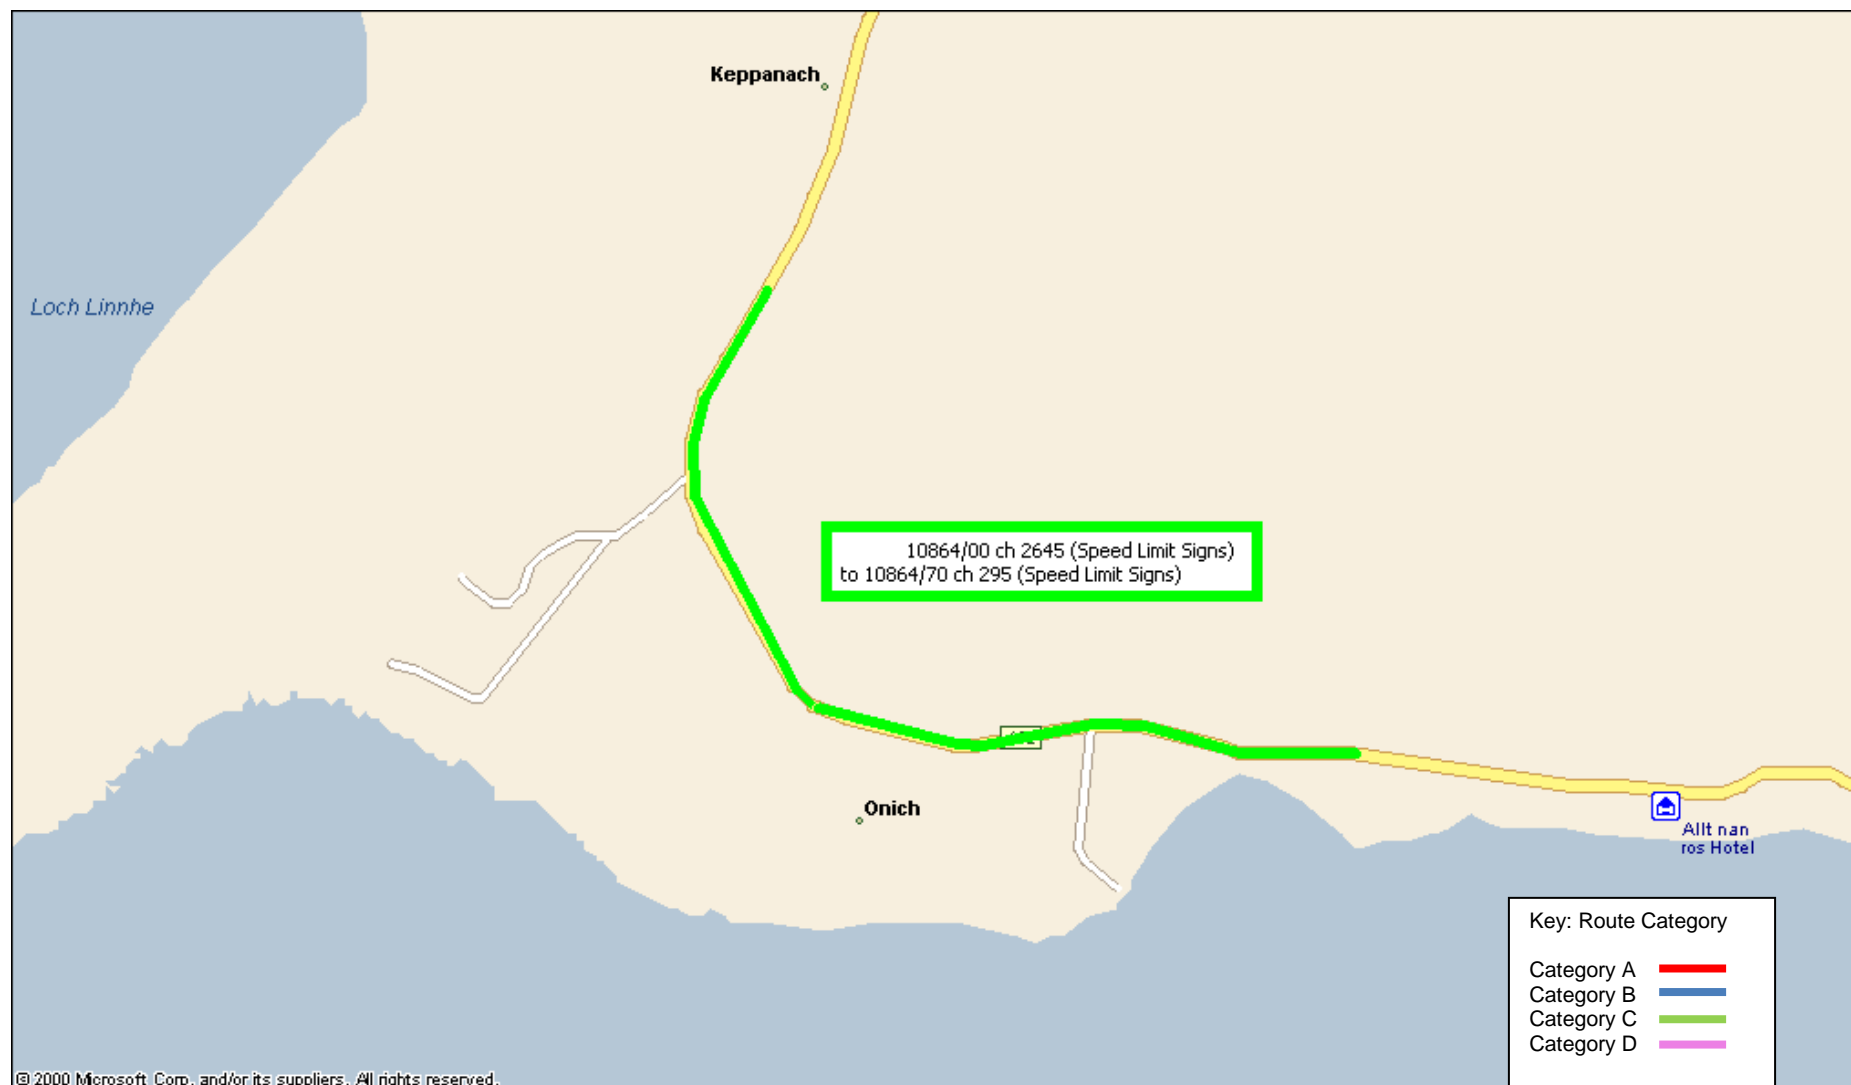 Keppanach
Loch Linnhe
10864/00 ch 2645 (Speed Limit Signs)
to 10864/70 ch 295 (Speed Limit Signs)
Onich
Allt nan
ros Hotel
Key: Route Category
Category A
Category B
Category C
Category D
© 2000 Microsoft Corp. and/or its suppliers. All rights reserved.